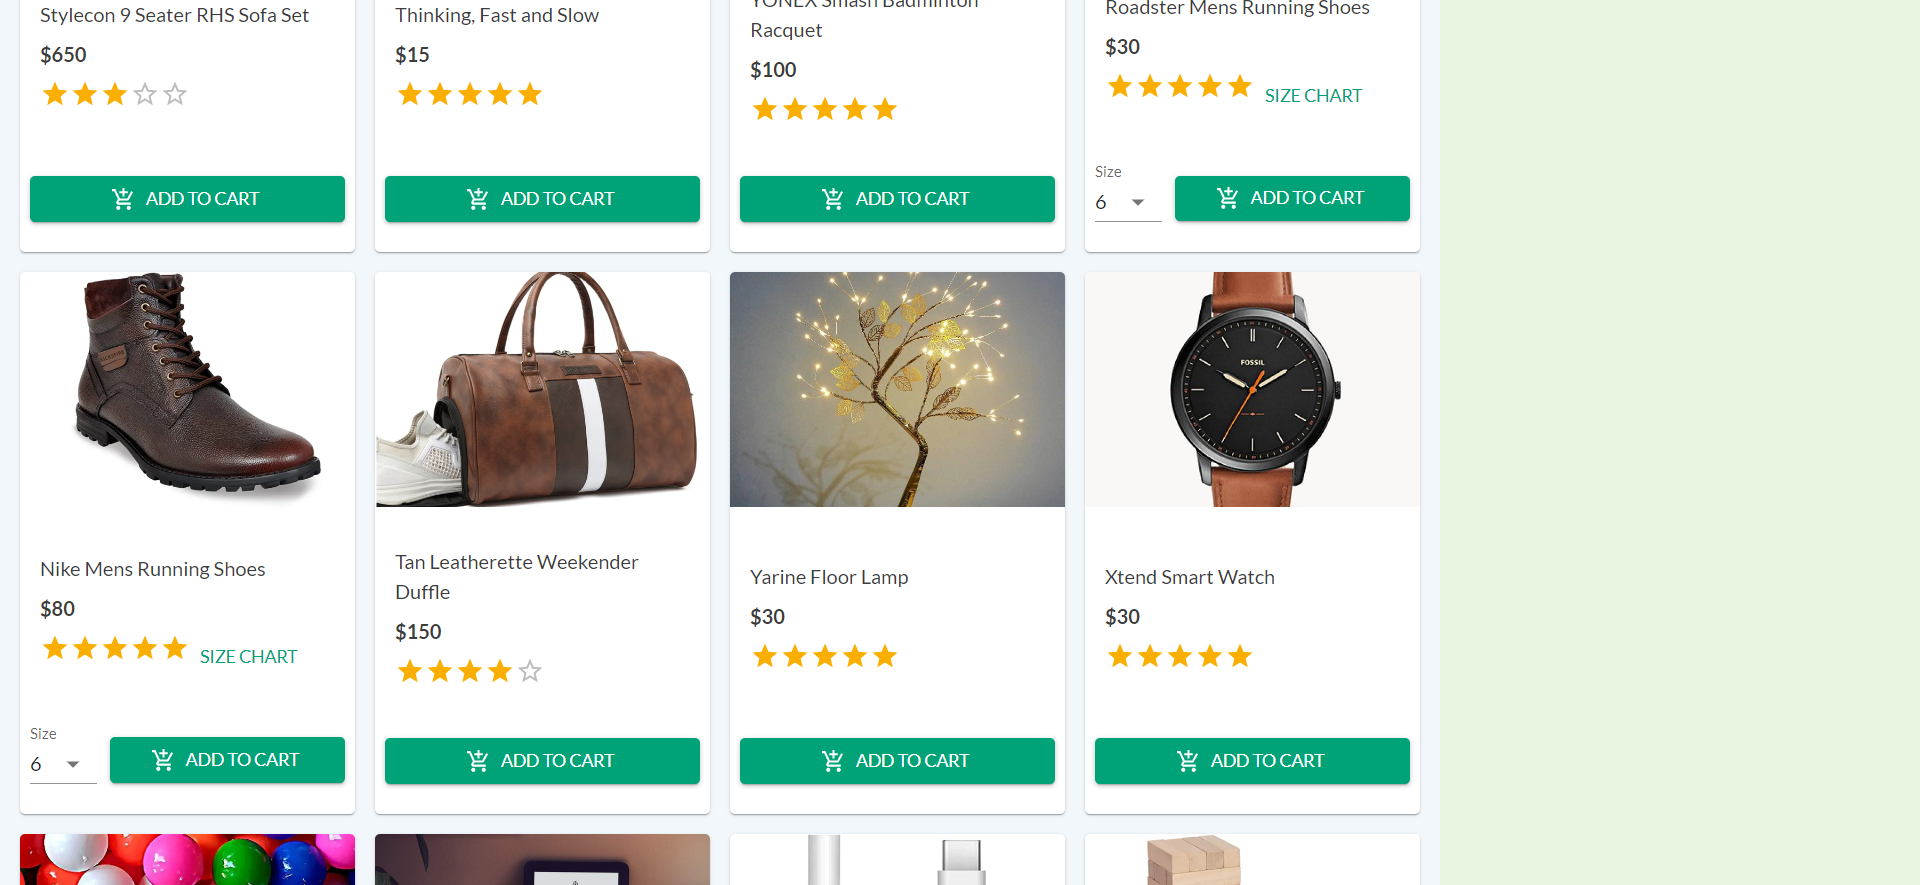 Stylecon 9 Seater RHS Sofa Set
$650
ADD TO CART
Thinking, Fast and Slow
$15
ADD TO CART
YONEX Smash Badminton
Racquet
$100
ADD TO CART
Roadster Mens Running Shoes
$30
SIZE CHART
Size
6
ADD TO CART
Nike Mens Running Shoes
$80
SIZE CHART
Size
6
ADD TO CART
Tan Leatherette Weekender
Duffle
$150
ADD TO CART
Yarine Floor Lamp
$30
ADD TO CART
FOSSIL
Xtend Smart Watch
$30
ADD TO CART